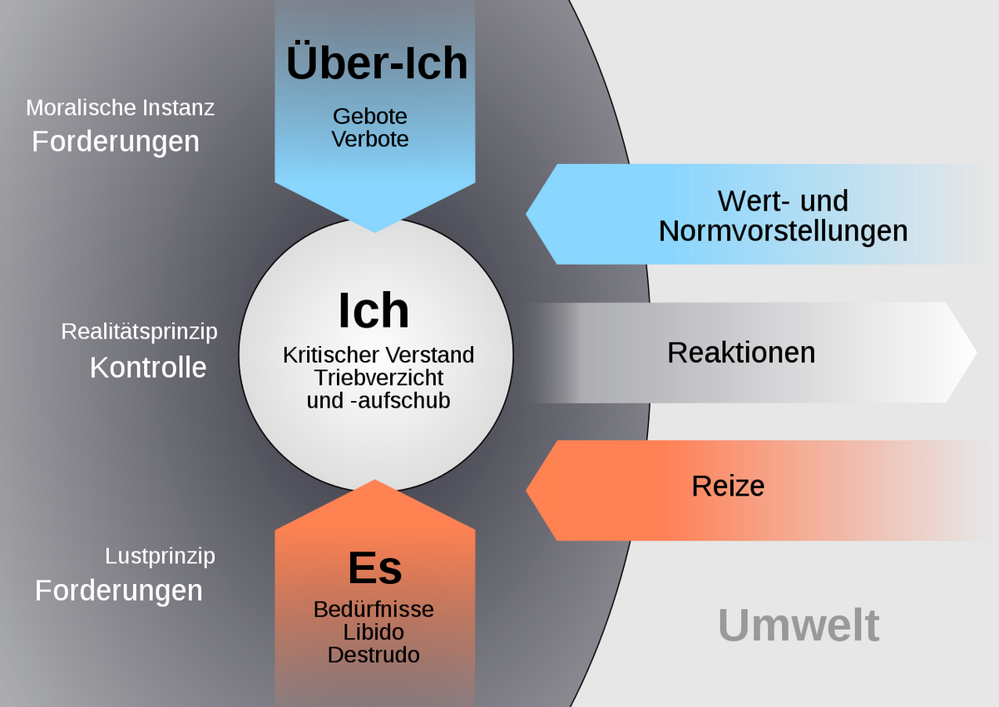 Über-Ich
Gebote
Verbote
Moralische Instanz
Forderungen
Wert- und
Normvorstellungen
Ich
Kritischer Verstand
Triebverzicht
und -aufschub
Realitätsprinzip
Kontrolle
Reaktionen
Reize
Es
Bedürfnisse
Libido
Destrudo
Lustprinzip
Forderungen
Umwelt